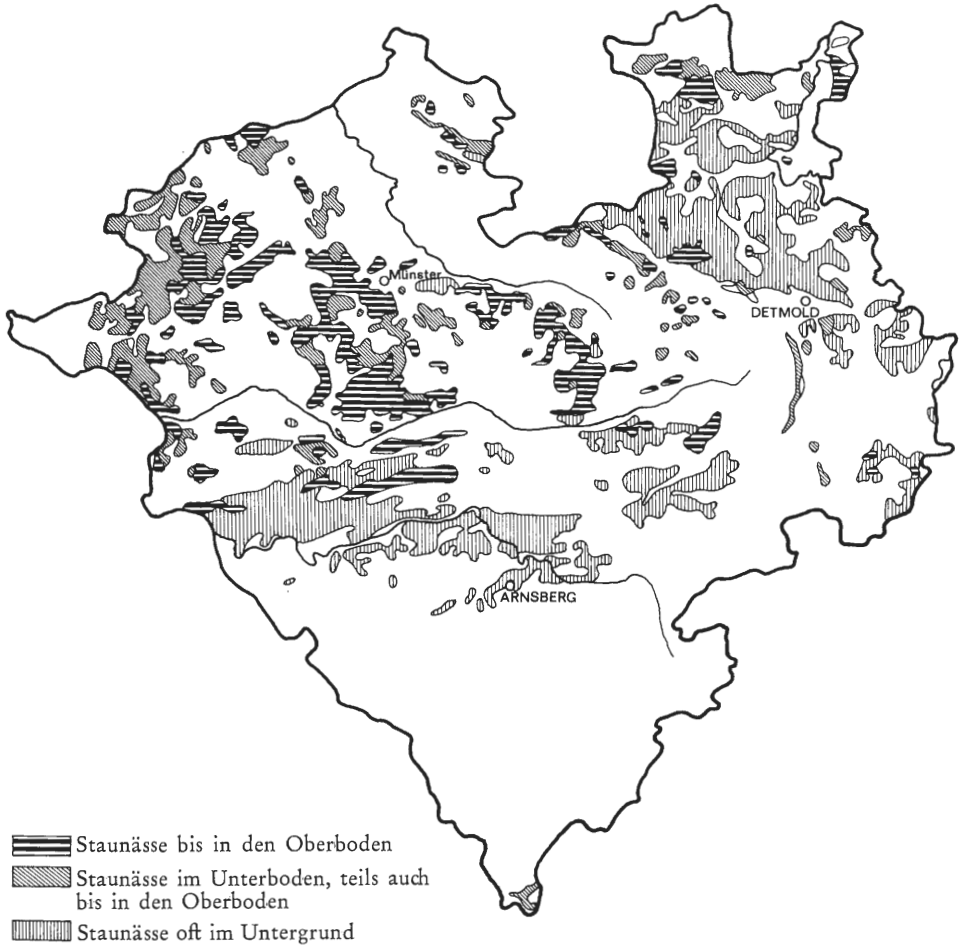 Münster
DETMOLD
ARNSBERG
Staunässe bis in den Oberboden
Staunässe im Unterboden, teils auch
bis in den Oberboden
Staunässe oft im Untergrund